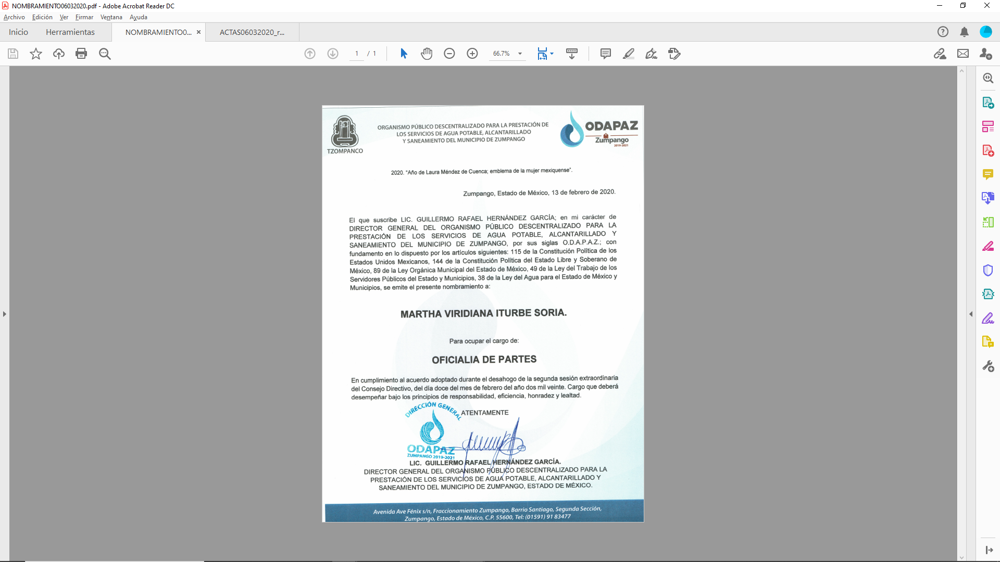 NOMBRAMIENTO06032020.pdf - Adobe Acrobat Reader DC
Archivo Edición Ver Firmar Ventana Ayuda
Inicio Herramientas NOMBRAMIENTO0... × ACTAS06032020_r...
1 / 1 66.7%
TZOMPANCO
ORGANISMO PÚBLICO DESCENTRALIZADO PARA LA PRESTACIÓN DE
LOS SERVICIOS DE AGUA POTABLE, ALCANTARILLADO
Y SANEAMIENTO DEL MUNICIPIO DE ZUMPANGO
ODAPAZ
Zumpango
2019-2021
2020. “Año de Laura Méndez de Cuenca; emblema de la mujer mexiquense”.
Zumpango, Estado de México, 13 de febrero de 2020.
El que suscribe LIC. GUILLERMO RAFAEL HERNÁNDEZ GARCÍA; en mi carácter de
DIRECTOR GENERAL DEL ORGANISMO PÚBLICO DESCENTRALIZADO PARA LA
PRESTACIÓN DE LOS SERVICIOS DE AGUA POTABLE, ALCANTARILLADO Y
SANEAMIENTO DEL MUNICIPIO DE ZUMPANGO, por sus siglas O.D.A.P.A.Z.; con
fundamento en lo dispuesto por los artículos siguientes: 115 de la Constitución Política de los
Estados Unidos Mexicanos, 144 de la Constitución Política del Estado Libre y Soberano de
México, 89 de la Ley Orgánica Municipal del Estado de México, 49 de la Ley del Trabajo de los
Servidores Públicos del Estado y Municipios, 38 de la Ley del Agua para el Estado de México y
Municipios, se emite el presente nombramiento a:
MARTHA VIRIDIANA ITURBE SORIA.
Para ocupar el cargo de:
OFICIALIA DE PARTES
En cumplimiento al acuerdo adoptado durante el desahogo de la segunda sesión extraordinaria
del Consejo Directivo, del día doce del mes de febrero del año dos mil veinte. Cargo que deberá
desempeñar bajo los principios de responsabilidad, eficiencia, honradez y lealtad.
DIRECCIÓN GENERAL
ATENTAMENTE
ODAPAZ
ZUMPANGO 2019-2021
LIC. GUILLERMO RAFAEL HERNÁNDEZ GARCÍA.
DIRECTOR GENERAL DEL ORGANISMO PÚBLICO DESCENTRALIZADO PARA LA
PRESTACIÓN DE LOS SERVICIOS DE AGUA POTABLE, ALCANTARILLADO Y
SANEAMIENTO DEL MUNICIPIO DE ZUMPANGO, ESTADO DE MÉXICO.
Avenida Ave Fénix s/n, Fraccionamiento Zumpango, Barrio Santiago, Segunda Sección,
Zumpango, Estado de México, C.P. 55600, Tel: (01591) 91 83477